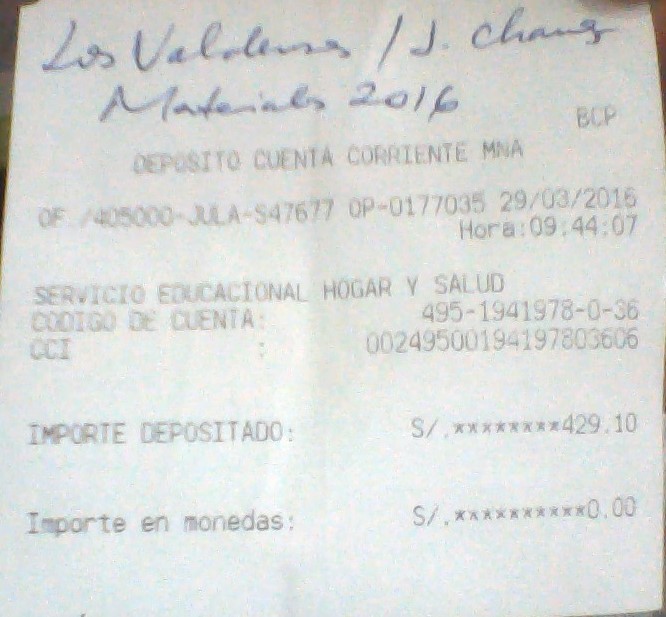 Los Valdenses / J. Chang
Materiales 2016
BCP
DEPOSITO CUENTA CORRIENTE MNA
OF /405000-JULA-S47677 OP-0177035 29/03/2016
Hora:09:44:07
SERVICIO EDUCACIONAL HOGAR Y SALUD
CODIGO DE CUENTA: 495-1941978-0-36
CCI : 00249500194197803606
IMPORTE DEPOSITADO: S/.********429.10
Importe en monedas: S/.**********0.00